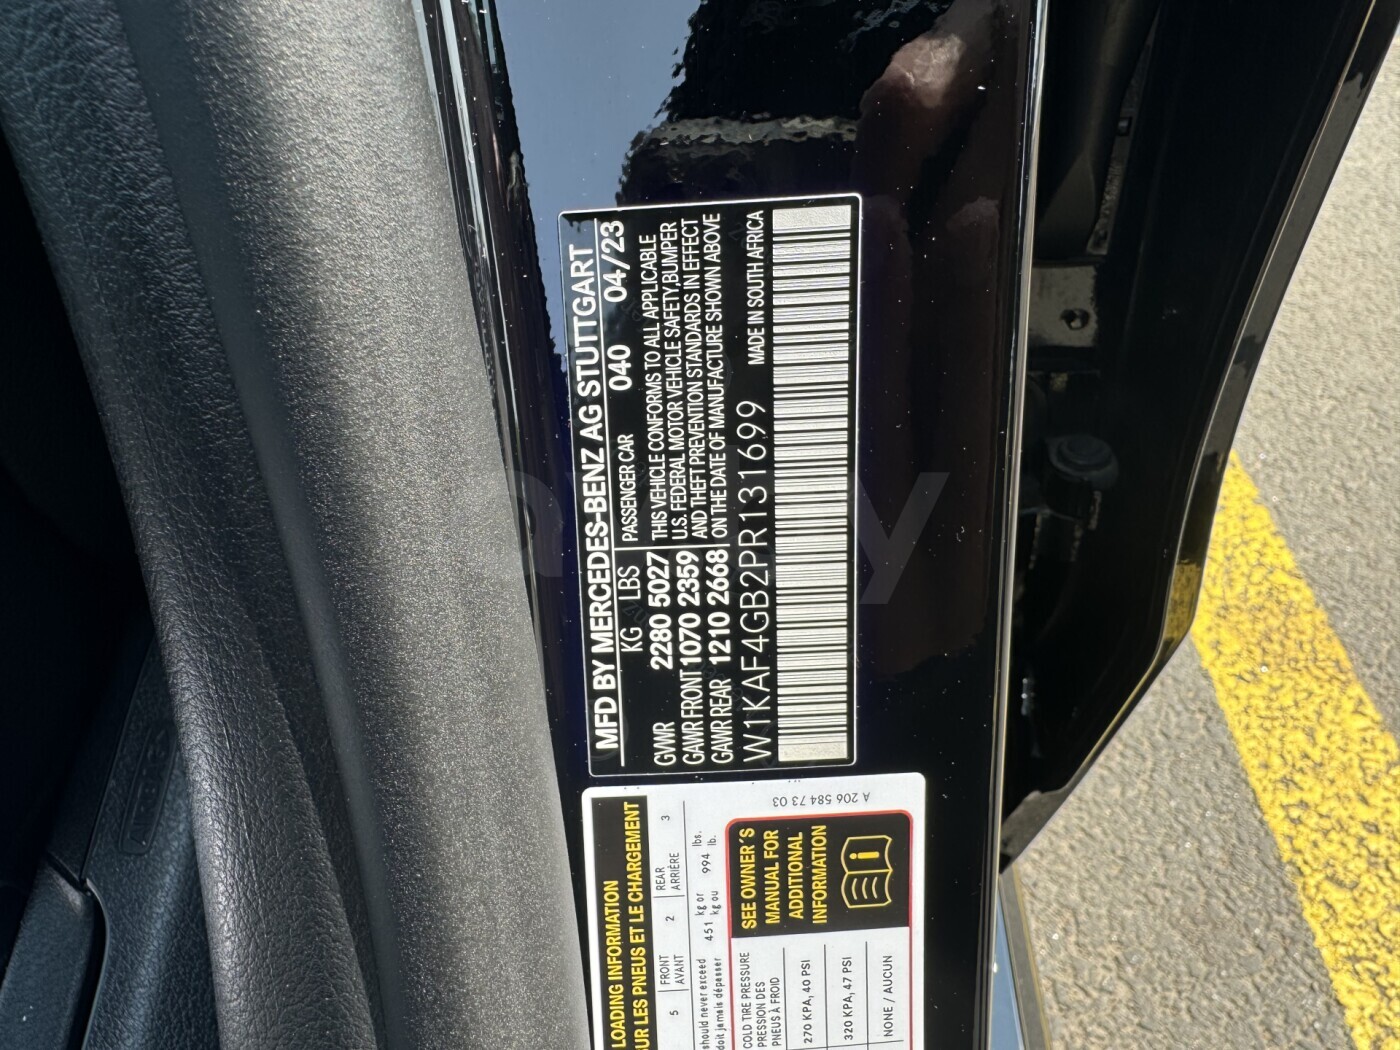 MFD BY MERCEDES-BENZ AG STUTTGART
KG LBS PASSENGER CAR 040 04/23
GVWR 2280 5027 THIS VEHICLE CONFORMS TO ALL APPLICABLE
GAWR FRONT 1070 2359 U.S. FEDERAL MOTOR VEHICLE SAFETY,BUMPER
AND THEFT PREVENTION STANDARDS IN EFFECT
GAWR REAR 1210 2668 ON THE DATE OF MANUFACTURE SHOWN ABOVE
W1KAF4GB2PR131699 MADE IN SOUTH AFRICA
LOADING INFORMATION
UR LES PNEUS ET LE CHARGEMENT
5 FRONT 2 REAR 3
AVANT ARRIÈRE
should never exceed 451 kg or 994 lbs.
doit jamais dépasser kg ou lb.
COLD TIRE PRESSURE
PRESSION DES
PNEUS À FROID
270 KPA, 40 PSI
320 KPA, 47 PSI
NONE / AUCUN
SEE OWNER'S
MANUAL FOR
ADDITIONAL
INFORMATION
A 206 584 73 03